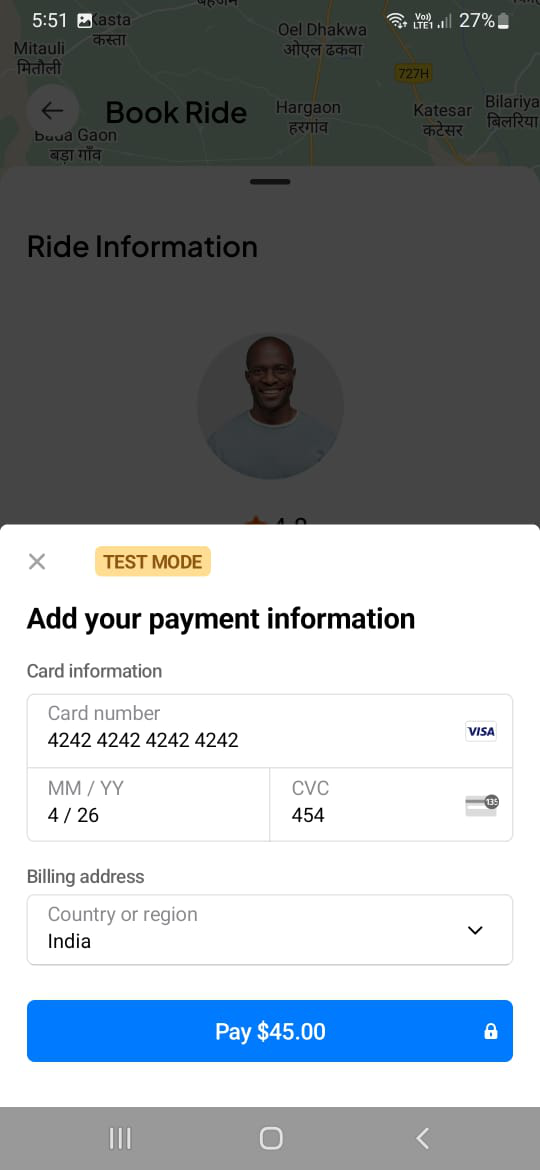 5:51
Vo)) LTE1
27%
Kasta
कस्ता
Mitauli
मितौली
Oel Dhakwa
ओएल ढकवा
727H
Book Ride
Hargaon
हरगांव
Katesar
कटेसर
Bilariya
बिलरिया
Bada Gaon
बड़ा गाँव
Ride Information
4.9
TEST MODE
Add your payment information
Card information
Card number
4242 4242 4242 4242
VISA
MM / YY
4 / 26
CVC
454
135
Billing address
Country or region
India
Pay $45.00